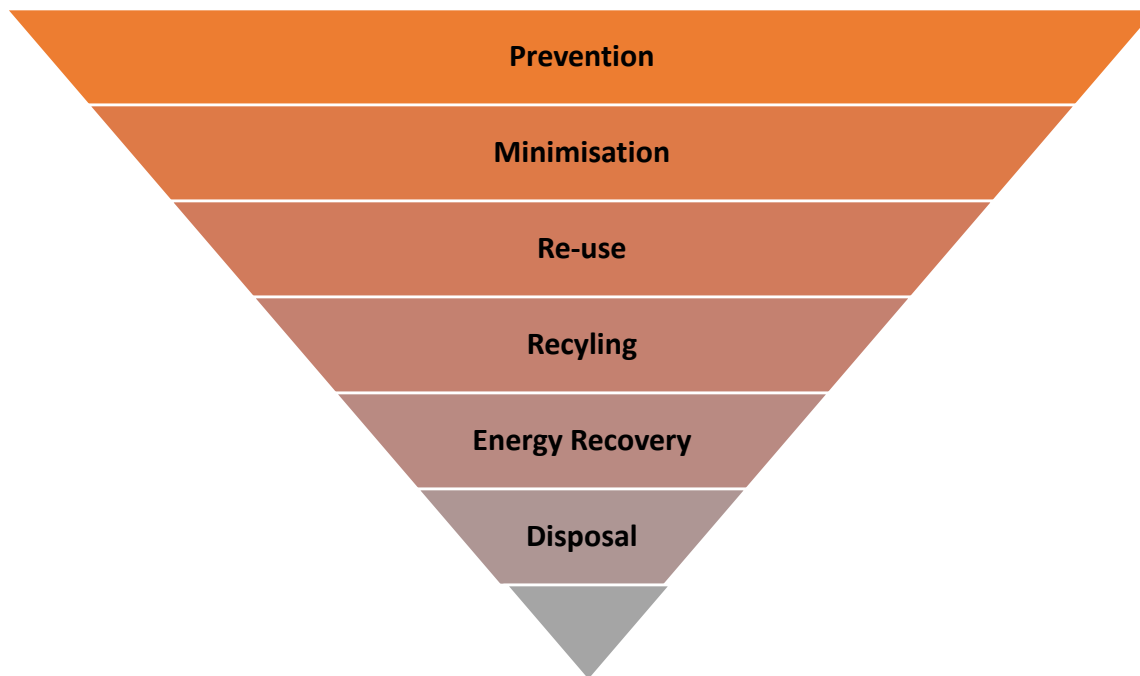 Prevention
Minimisation
Re-use
Recyling
Energy Recovery
Disposal